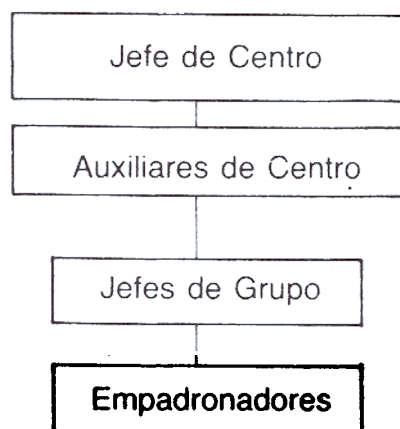 Jefe de Centro
Auxiliares de Centro
Jefes de Grupo
Empadronadores